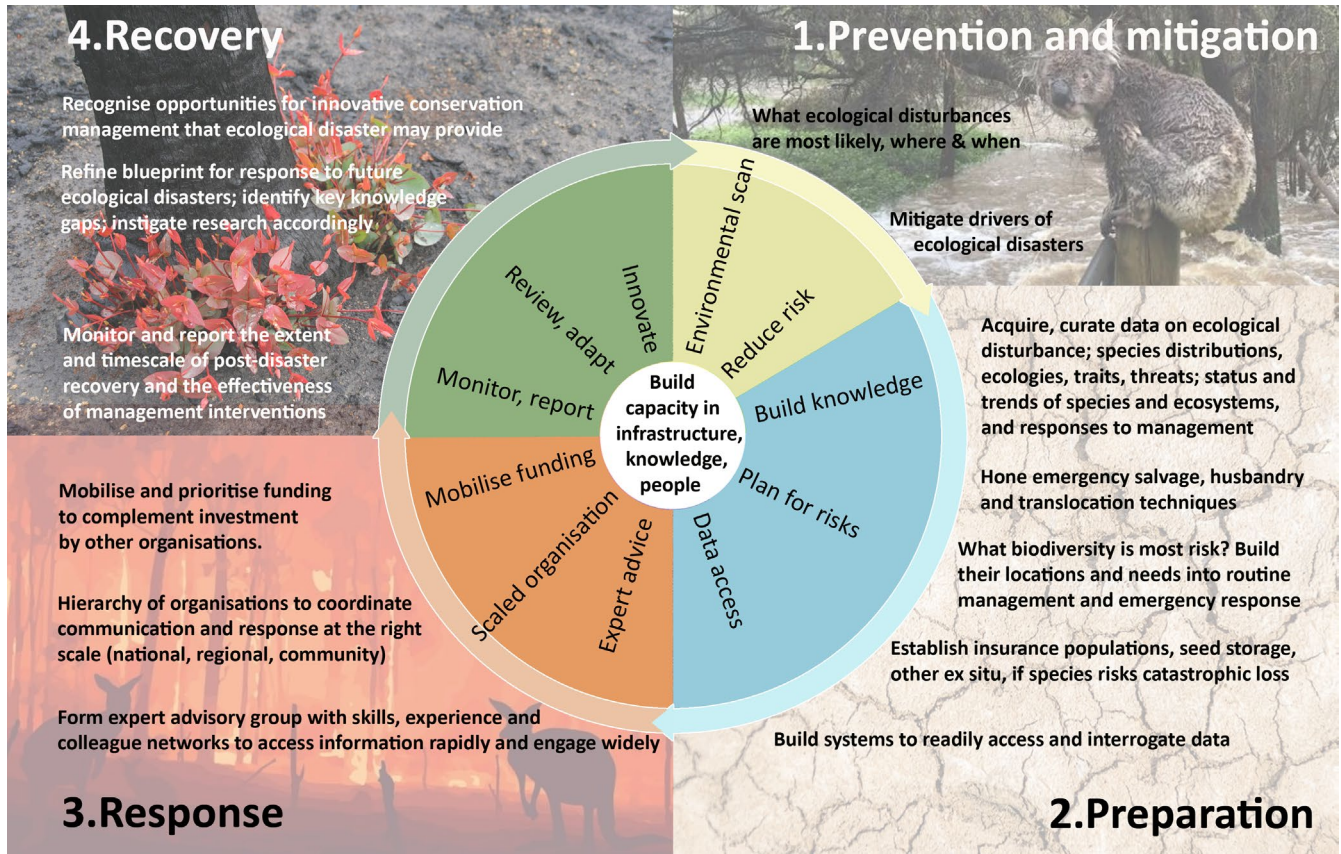 4.Recovery
Recognise opportunities for innovative conservation
management that ecological disaster may provide
Refine blueprint for response to future
ecological disasters; identify key knowledge
gaps; instigate research accordingly
Monitor and report the extent
and timescale of post-disaster
recovery and the effectiveness
of management interventions
1.Prevention and mitigation
What ecological disturbances
are most likely, where & when
Mitigate drivers of
ecological disasters
Innovate
Review, adapt
Monitor, report
Environmental scan
Reduce risk
Build
capacity in
infrastructure,
knowledge,
people
Build knowledge
Plan for risks
Data access
Mobilise funding
Scaled organisation
Expert advice
Acquire, curate data on ecological
disturbance; species distributions,
ecologies, traits, threats; status and
trends of species and ecosystems,
and responses to management
Hone emergency salvage, husbandry
and translocation techniques
What biodiversity is most risk? Build
their locations and needs into routine
management and emergency response
Establish insurance populations, seed storage,
other ex situ, if species risks catastrophic loss
Build systems to readily access and interrogate data
2.Preparation
Mobilise and prioritise funding
to complement investment
by other organisations.
Hierarchy of organisations to coordinate
communication and response at the right
scale (national, regional, community)
Form expert advisory group with skills, experience and
colleague networks to access information rapidly and engage widely
3.Response